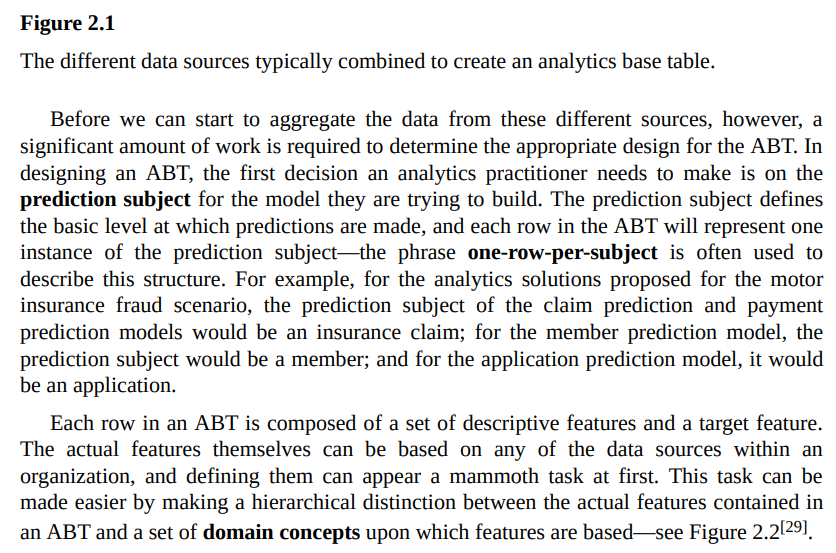 Figure 2.1
The different data sources typically combined to create an analytics base table.
Before we can start to aggregate the data from these different sources, however, a
significant amount of work is required to determine the appropriate design for the ABT. In
designing an ABT, the first decision an analytics practitioner needs to make is on the
prediction subject for the model they are trying to build. The prediction subject defines
the basic level at which predictions are made, and each row in the ABT will represent one
instance of the prediction subject—the phrase one-row-per-subject is often used to
describe this structure. For example, for the analytics solutions proposed for the motor
insurance fraud scenario, the prediction subject of the claim prediction and payment
prediction models would be an insurance claim; for the member prediction model, the
prediction subject would be a member; and for the application prediction model, it would
be an application.
Each row in an ABT is composed of a set of descriptive features and a target feature.
The actual features themselves can be based on any of the data sources within an
organization, and defining them can appear a mammoth task at first. This task can be
made easier by making a hierarchical distinction between the actual features contained in
an ABT and a set of domain concepts upon which features are based—see Figure 2.2[29].